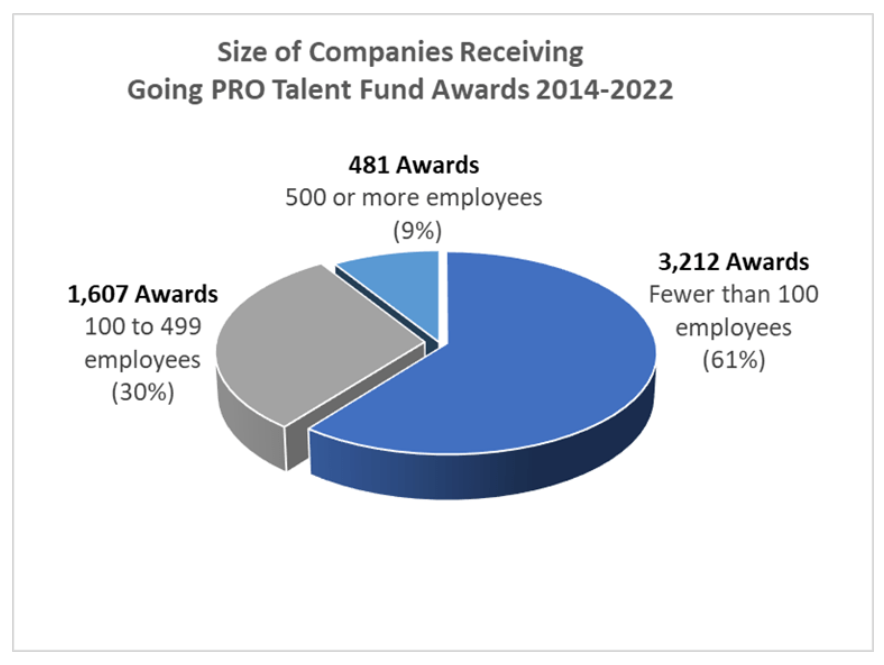 Size of Companies Receiving
Going PRO Talent Fund Awards 2014-2022
481 Awards
500 or more employees
(9%)
3,212 Awards
Fewer than 100
employees
(61%)
1,607 Awards
100 to 499
employees
(30%)